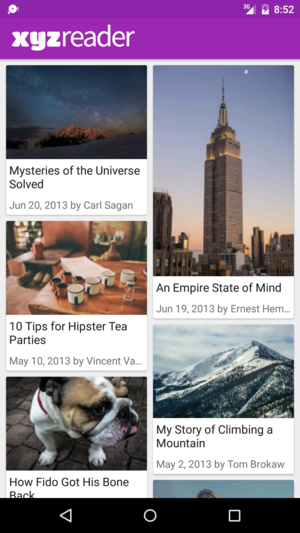 3G 8:52
xyzreader
Mysteries of the Universe
Solved
Jun 20, 2013 by Carl Sagan
An Empire State of Mind
Jun 19, 2013 by Ernest Hem...
10 Tips for Hipster Tea
Parties
May 10, 2013 by Vincent Va...
My Story of Climbing a
Mountain
May 2, 2013 by Tom Brokaw
How Fido Got His Bone
Back